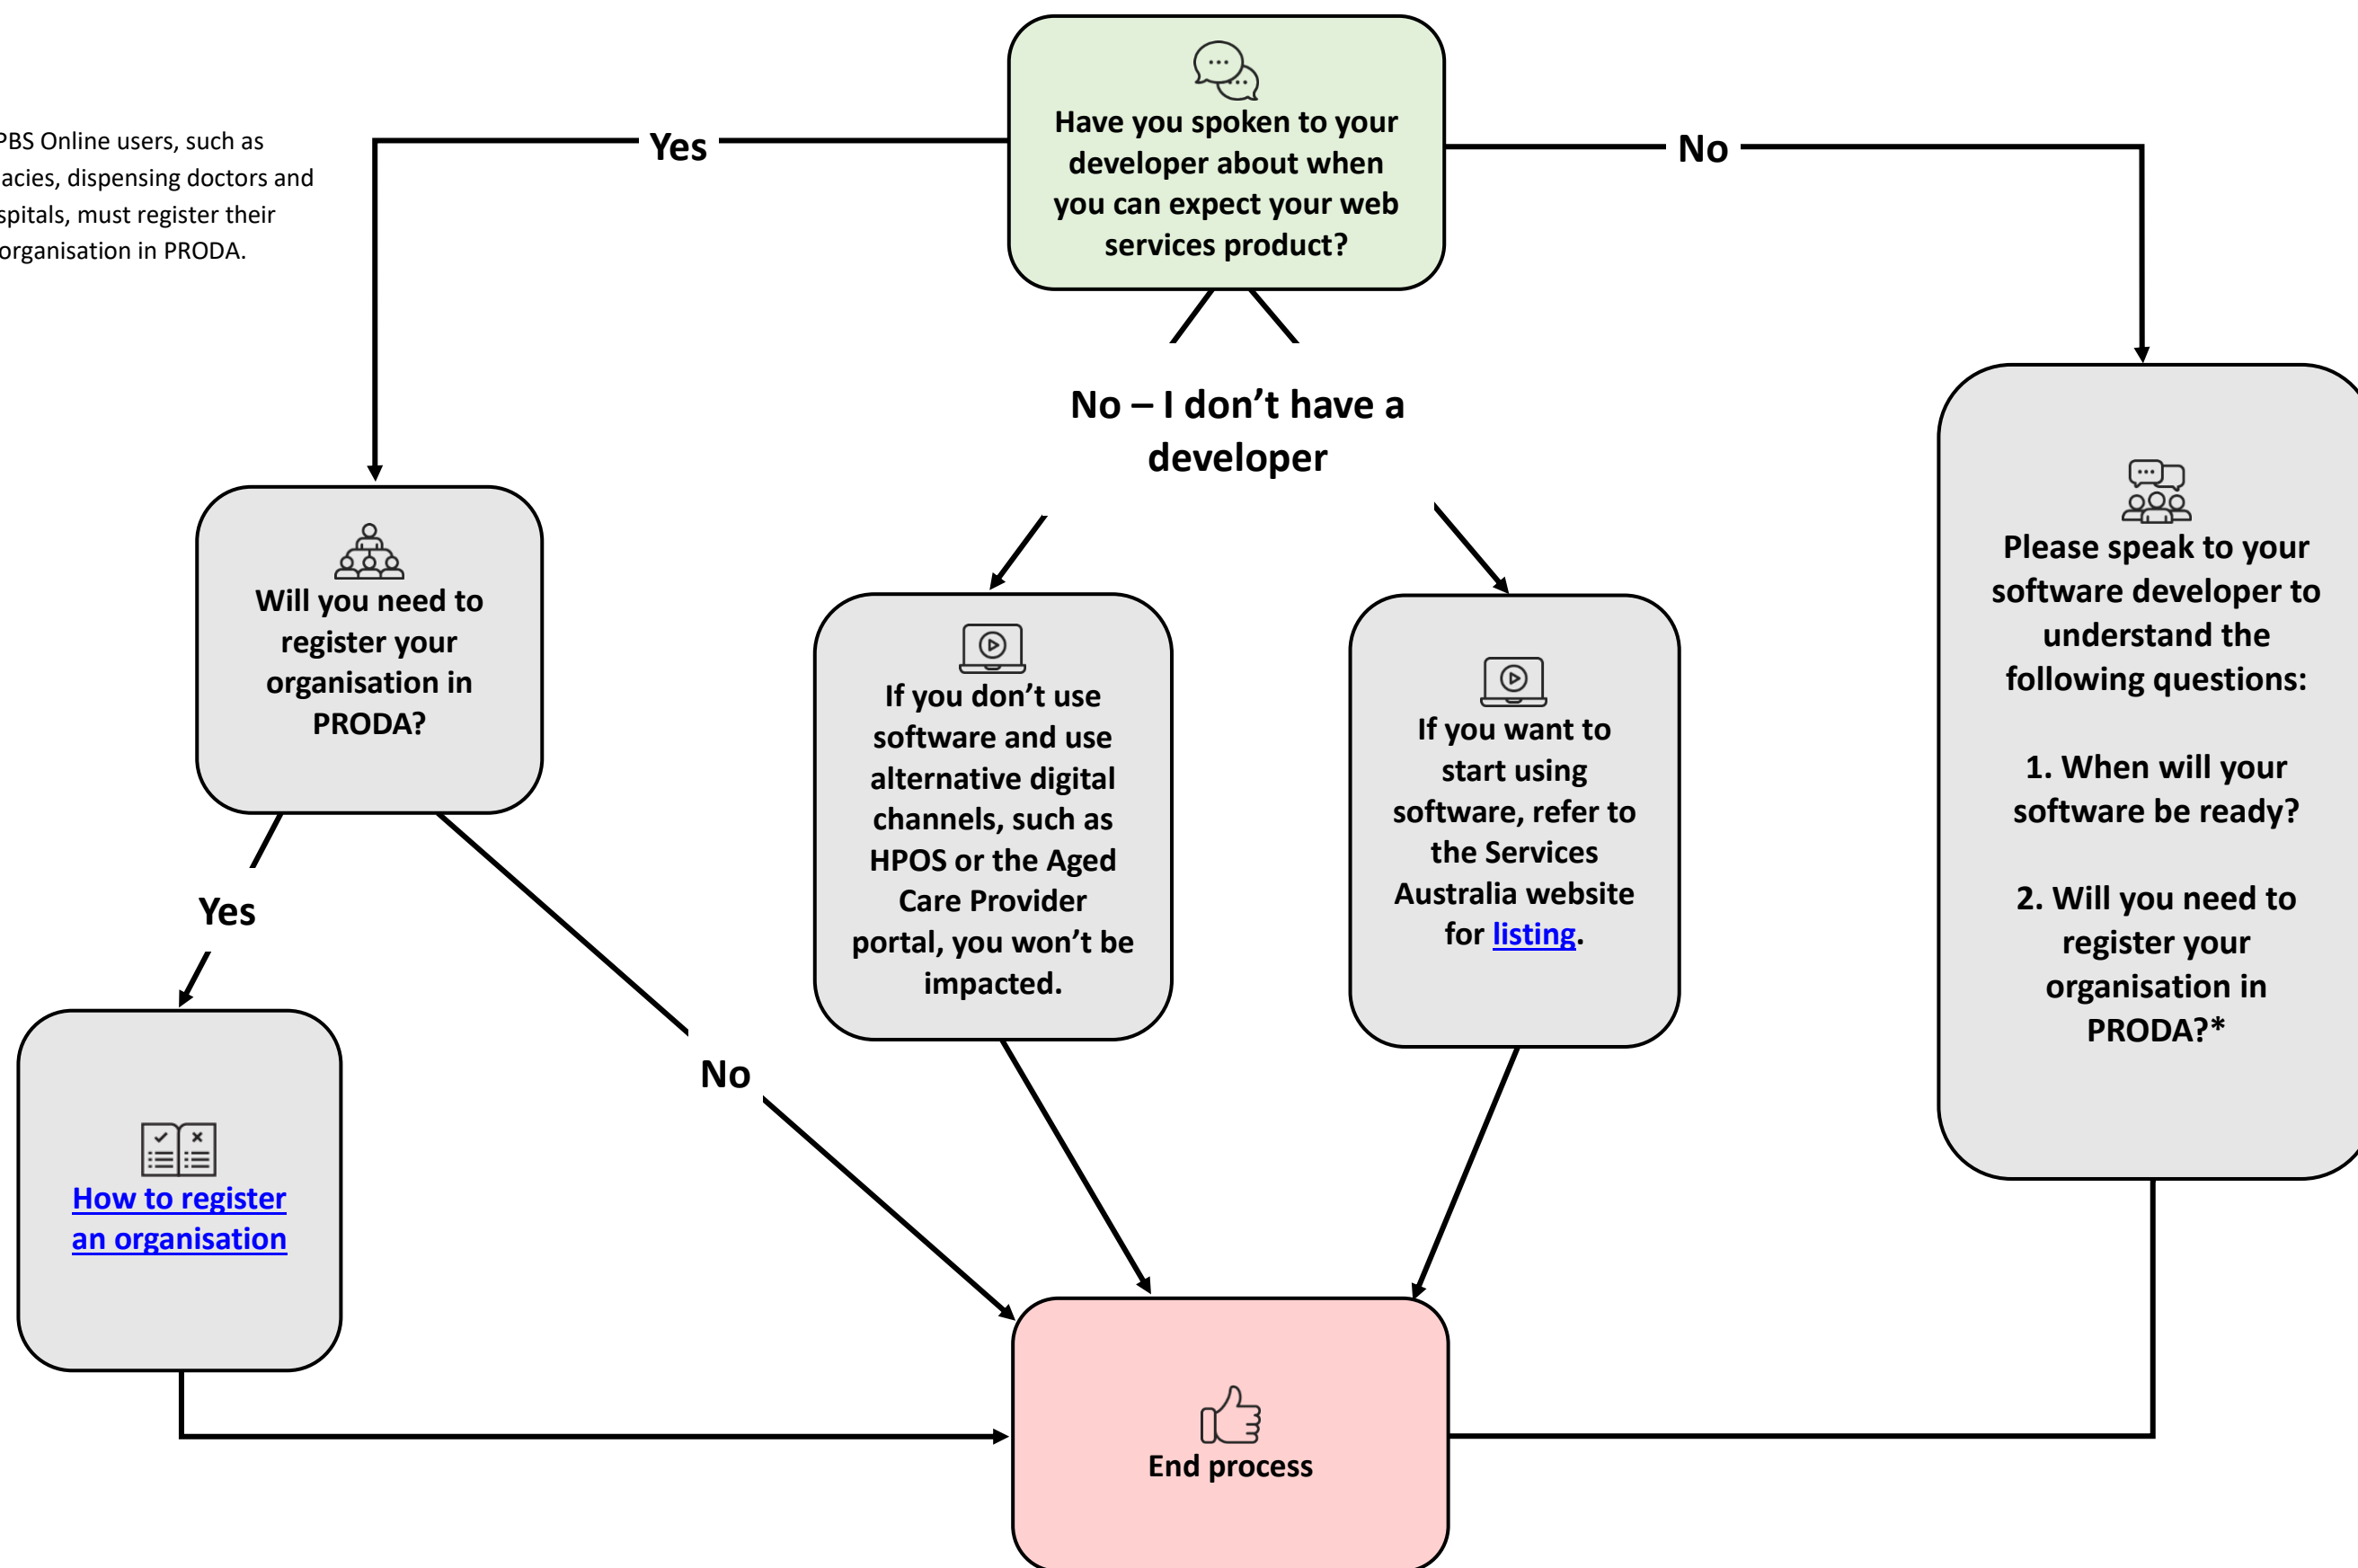 PBS Online users, such as
dispensing doctors and
must register their
organisation in PRODA.
Have you spoken to your
developer about when
you can expect your web
services product?
Yes
No
No – I don’t have a
developer
Will you need to
register your
organisation in
PRODA?
If you don’t use
software and use
alternative digital
channels, such as
HPOS or the Aged
Care Provider
portal, you won’t be
impacted.
If you want to
start using
software, refer to
the Services
Australia website
for listing.
Please speak to your
software developer to
understand the
following questions:
1. When will your
software be ready?
2. Will you need to
register your
organisation in
PRODA?*
Yes
No
How to register
an organisation
End process